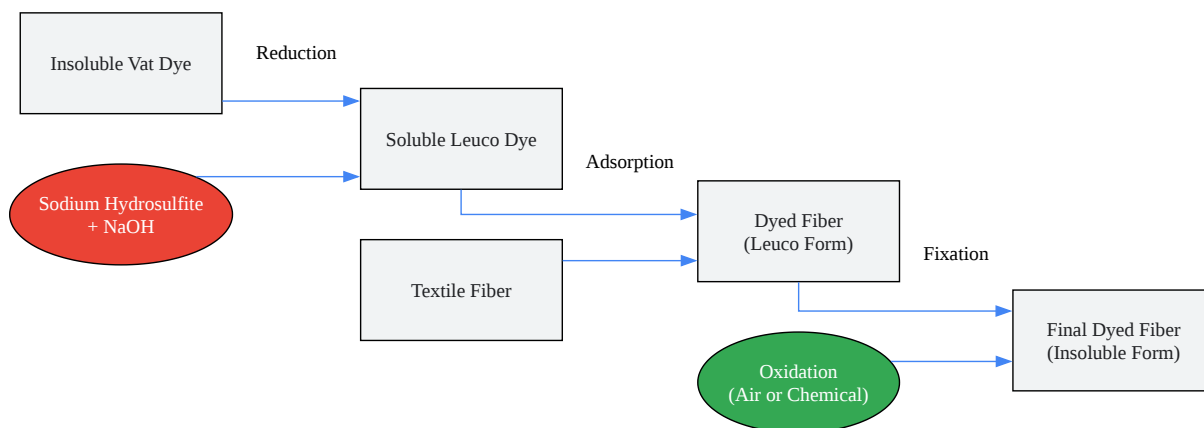 Insoluble Vat Dye
Reduction
Soluble Leuco Dye
Sodium Hydrosulfite
+ NaOH
Adsorption
Textile Fiber
Dyed Fiber
(Leuco Form)
Fixation
Oxidation
(Air or Chemical)
Final Dyed Fiber
(Insoluble Form)